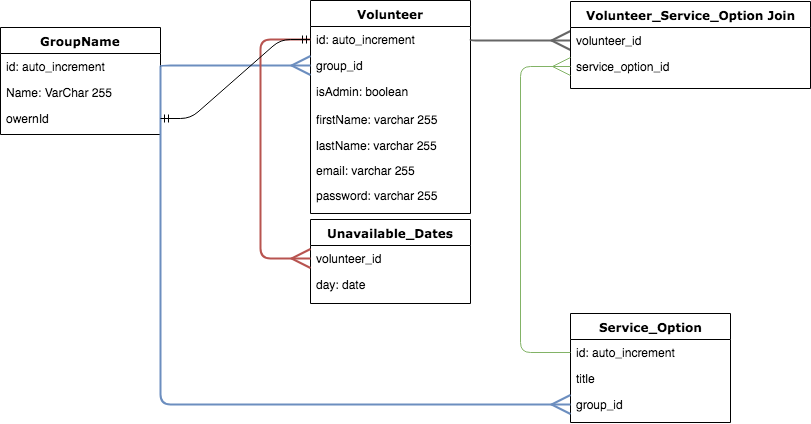 GroupName
id: auto_increment
Name: VarChar 255
owernId
Volunteer
id: auto_increment
group_id
isAdmin: boolean
firstName: varchar 255
lastName: varchar 255
email: varchar 255
password: varchar 255
Unavailable_Dates
volunteer_id
day: date
Volunteer_Service_Option Join
volunteer_id
service_option_id
Service_Option
id: auto_increment
title
group_id